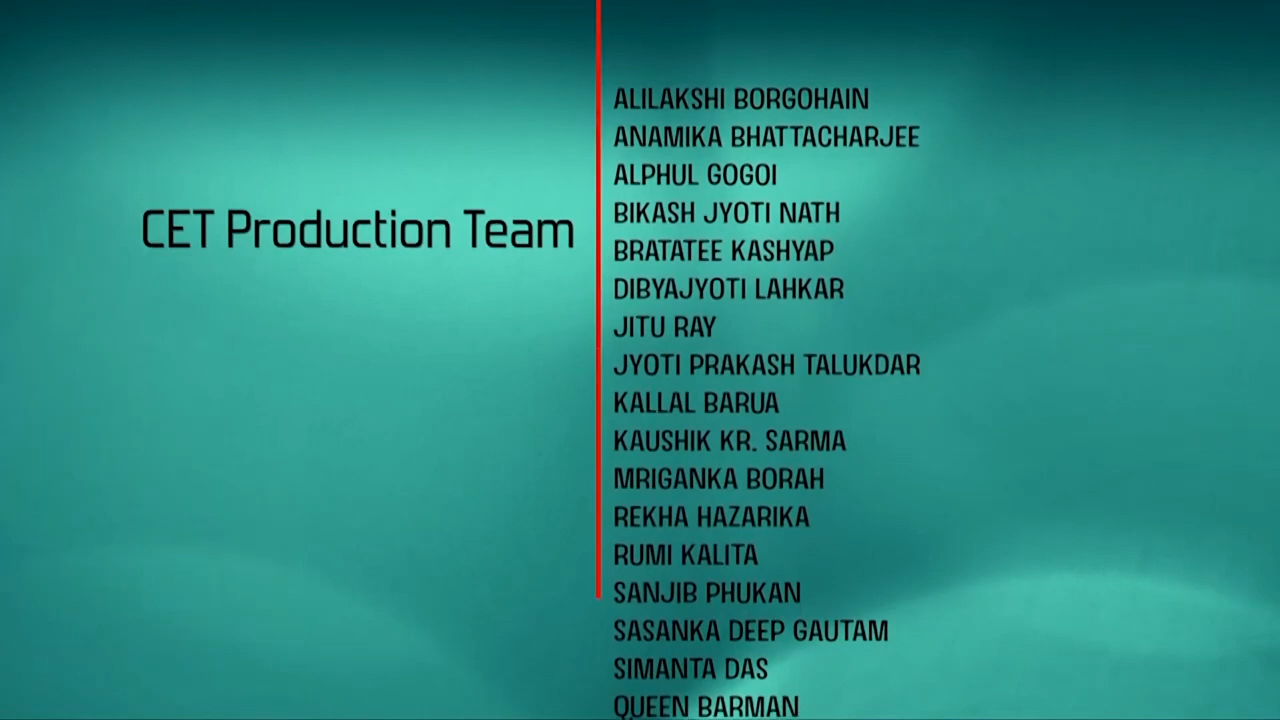 CET Production Team
ALILAKSHI BORGOHAIN
ANAMIKA BHATTACHARJEE
ALPHUL GOGOI
BIKASH JYOTI NATH
BRATATEE KASHYAP
DIBYAJYOTI LAHKAR
JITU RAY
JYOTI PRAKASH TALUKDAR
KALLAL BARUA
KAUSHIK KR. SARMA
MRIGANKA BORAH
REKHA HAZARIKA
RUMI KALITA
SANJIB PHUKAN
SASANKA DEEP GAUTAM
SIMANTA DAS
QUEEN BARMAN